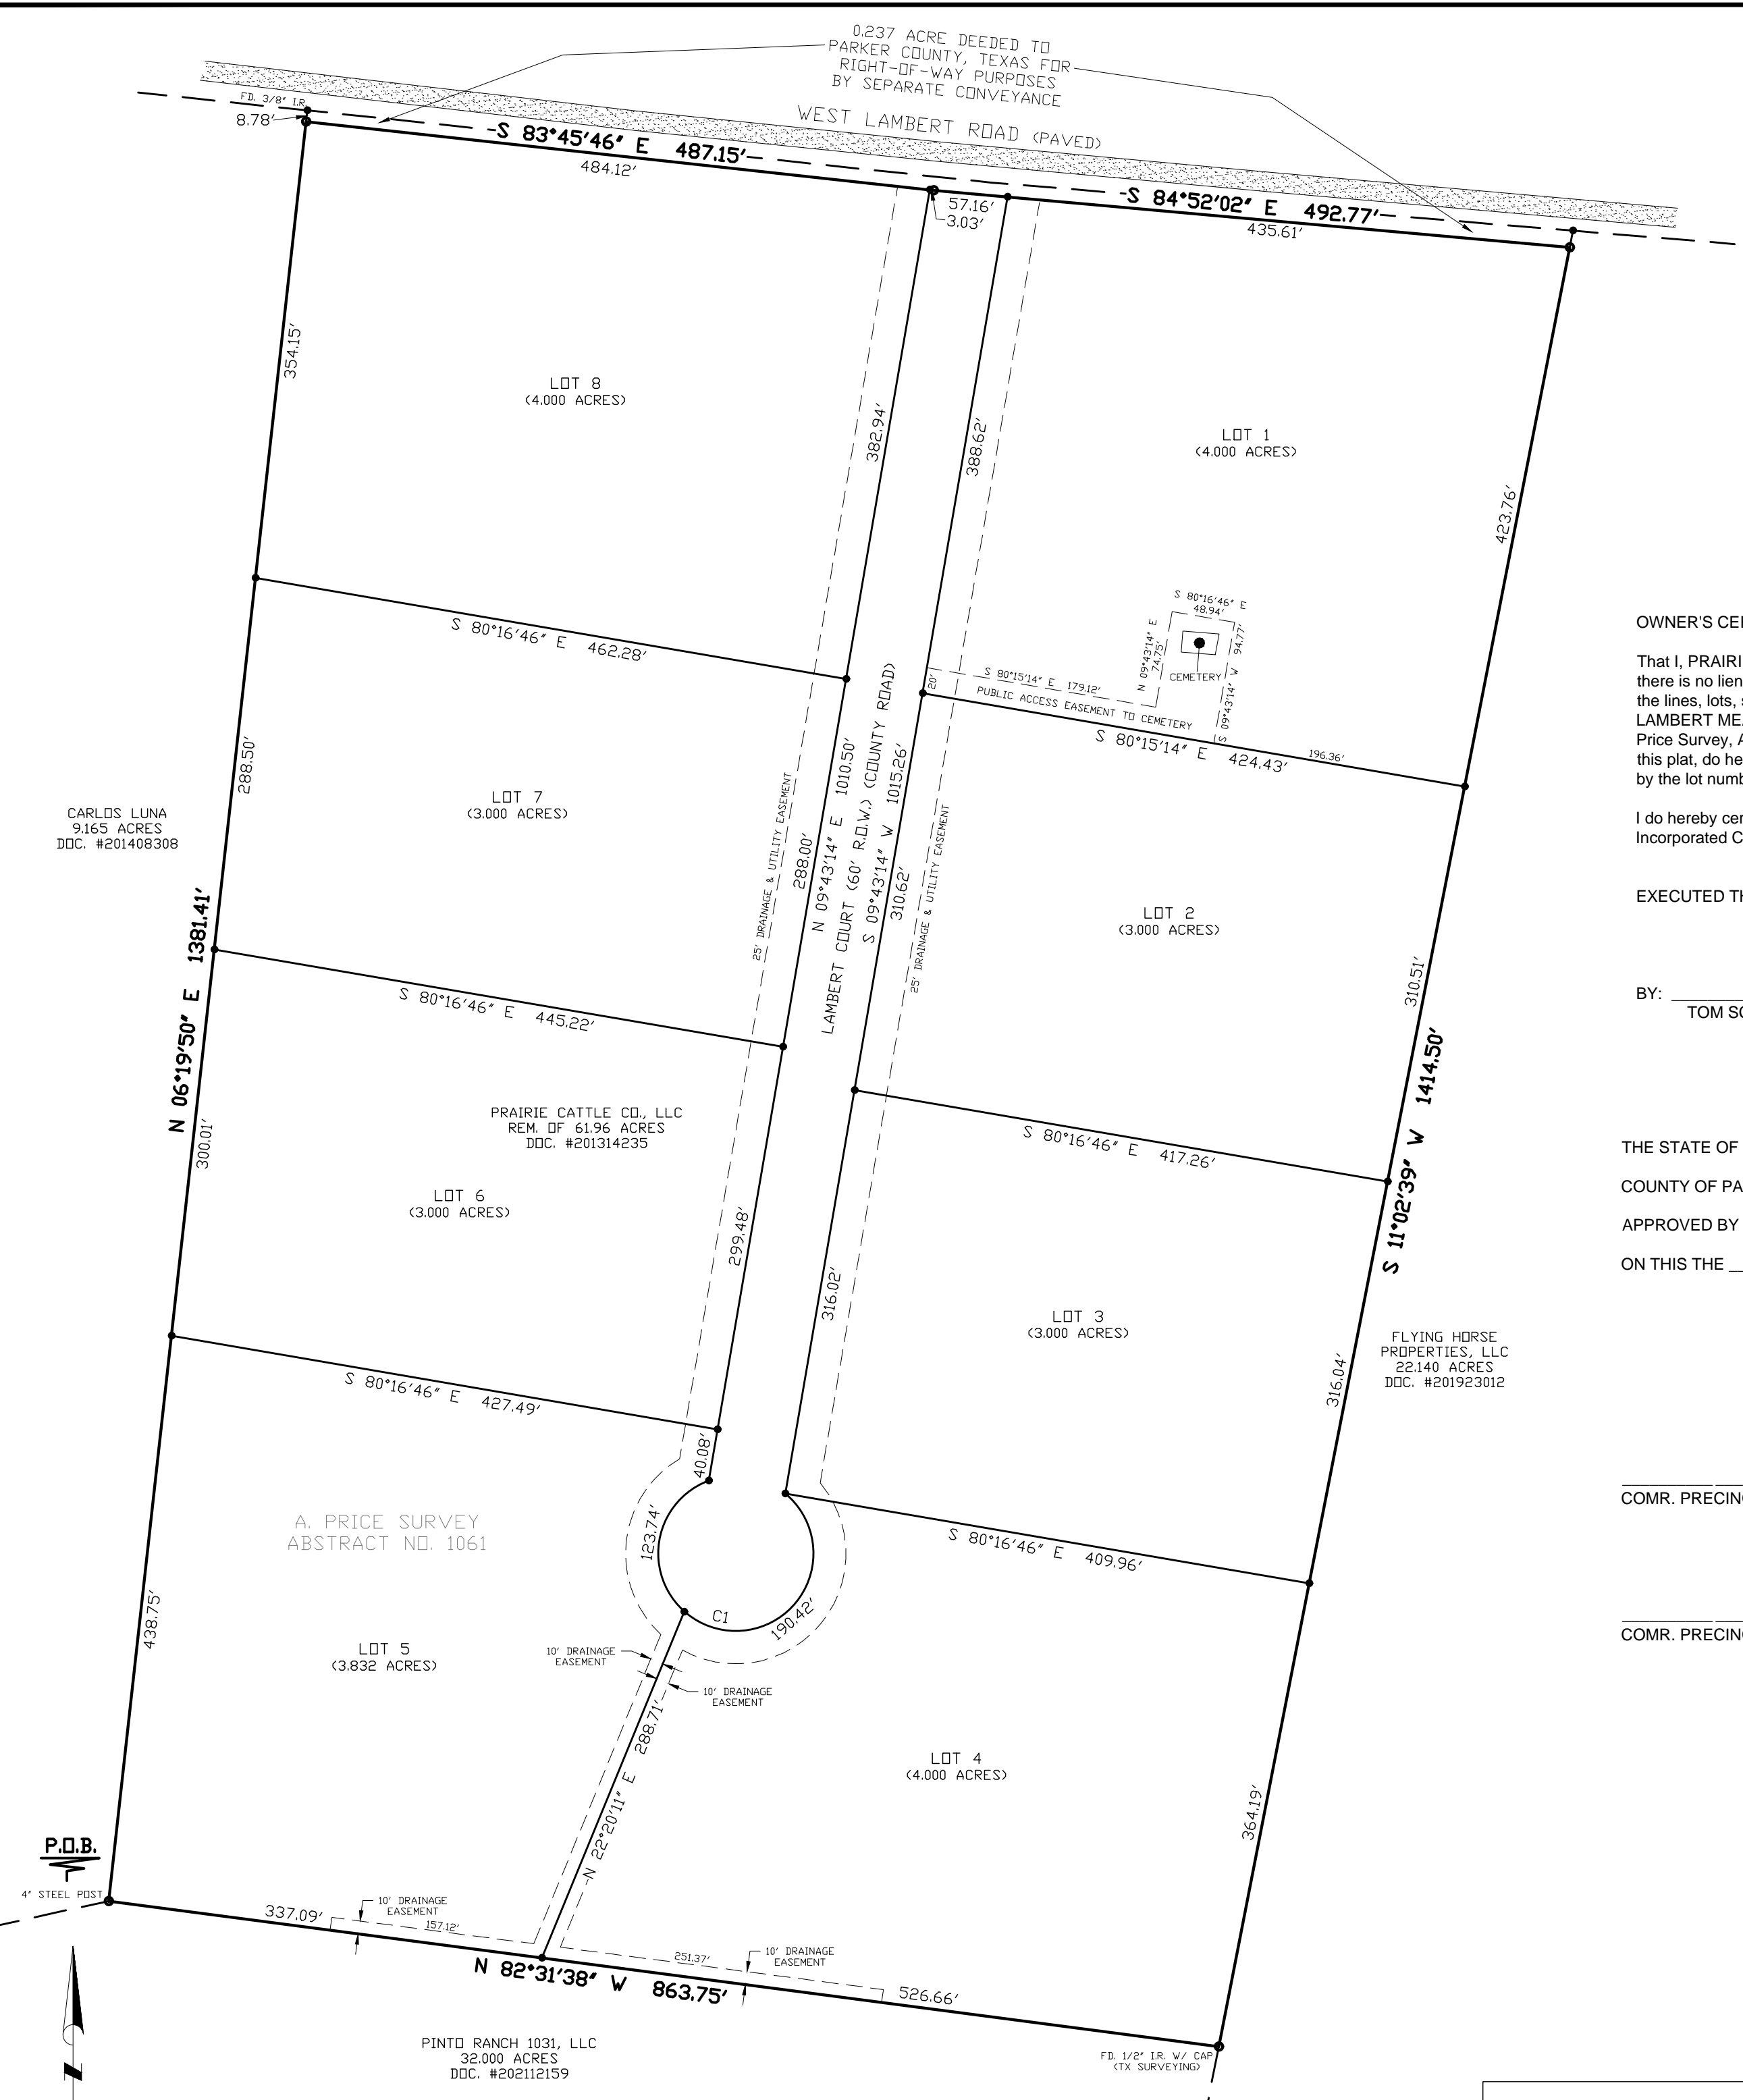 0.237 ACRE DEEDED TO
PARKER COUNTY, TEXAS FOR
RIGHT-OF-WAY PURPOSES
BY SEPARATE CONVEYANCE
FD. 3/8" I.R.
8.78'
WEST LAMBERT ROAD (PAVED)
S 83°45'46" E 487.15'
484.12'
57.16'
3.03'
S 84°52'02" E 492.77'
435.61'
354.15'
LOT 8
(4.000 ACRES)
382.94'
388.62'
LOT 1
(4.000 ACRES)
423.76'
S 80°16'46" E
48.94'
N 09°43'14" E
74.75'
S 09°43'14" W 94.77'
CEMETERY
S 80°15'14" E 179.12'
20'
PUBLIC ACCESS EASEMENT TO CEMETERY
S 80°15'14" E 424.43'
196.36'
S 80°16'46" E 462.28'
OWNER'S CE
That I, PRAIRI
there is no lien
the lines, lots,
LAMBERT ME
Price Survey, A
this plat, do he
by the lot numb
I do hereby cer
Incorporated C
EXECUTED TH
BY:
TOM SC
288.50'
LOT 7
(3.000 ACRES)
CARLOS LUNA
9.165 ACRES
DOC. #201408308
25' DRAINAGE & UTILITY EASEMENT
288.00'
N 09°43'14" E 1010.50'
LAMBERT COURT (60' R.O.W.) (COUNTY ROAD)
S 09°43'14" W 1015.26'
310.62'
25' DRAINAGE & UTILITY EASEMENT
LOT 2
(3.000 ACRES)
310.51'
N 06°19'50" E 1381.41'
S 11°02'39" W 1414.50'
S 80°16'46" E 445.22'
300.01'
PRAIRIE CATTLE CO., LLC
REM. OF 61.96 ACRES
DOC. #201314235
LOT 6
(3.000 ACRES)
299.48'
S 80°16'46" E 417.26'
316.02'
LOT 3
(3.000 ACRES)
316.04'
THE STATE OF
COUNTY OF PA
APPROVED BY
ON THIS THE
FLYING HORSE
PROPERTIES, LLC
22.140 ACRES
DOC. #201923012
S 80°16'46" E 427.49'
40.08'
COMR. PRECIN
A. PRICE SURVEY
ABSTRACT NO. 1061
123.74'
C1
190.42'
S 80°16'46" E 409.96'
438.75'
LOT 5
(3.832 ACRES)
10' DRAINAGE
EASEMENT
10' DRAINAGE
EASEMENT
COMR. PRECIN
N 22°20'11" E 288.71'
LOT 4
(4.000 ACRES)
364.19'
P.O.B.
4" STEEL POST
337.09'
10' DRAINAGE
EASEMENT
157.12'
251.37'
10' DRAINAGE
EASEMENT
526.66'
N 82°31'38" W 863.75'
PINTO RANCH 1031, LLC
32.000 ACRES
DOC. #202112159
FD. 1/2" I.R. W/ CAP
(TX SURVEYING)
N